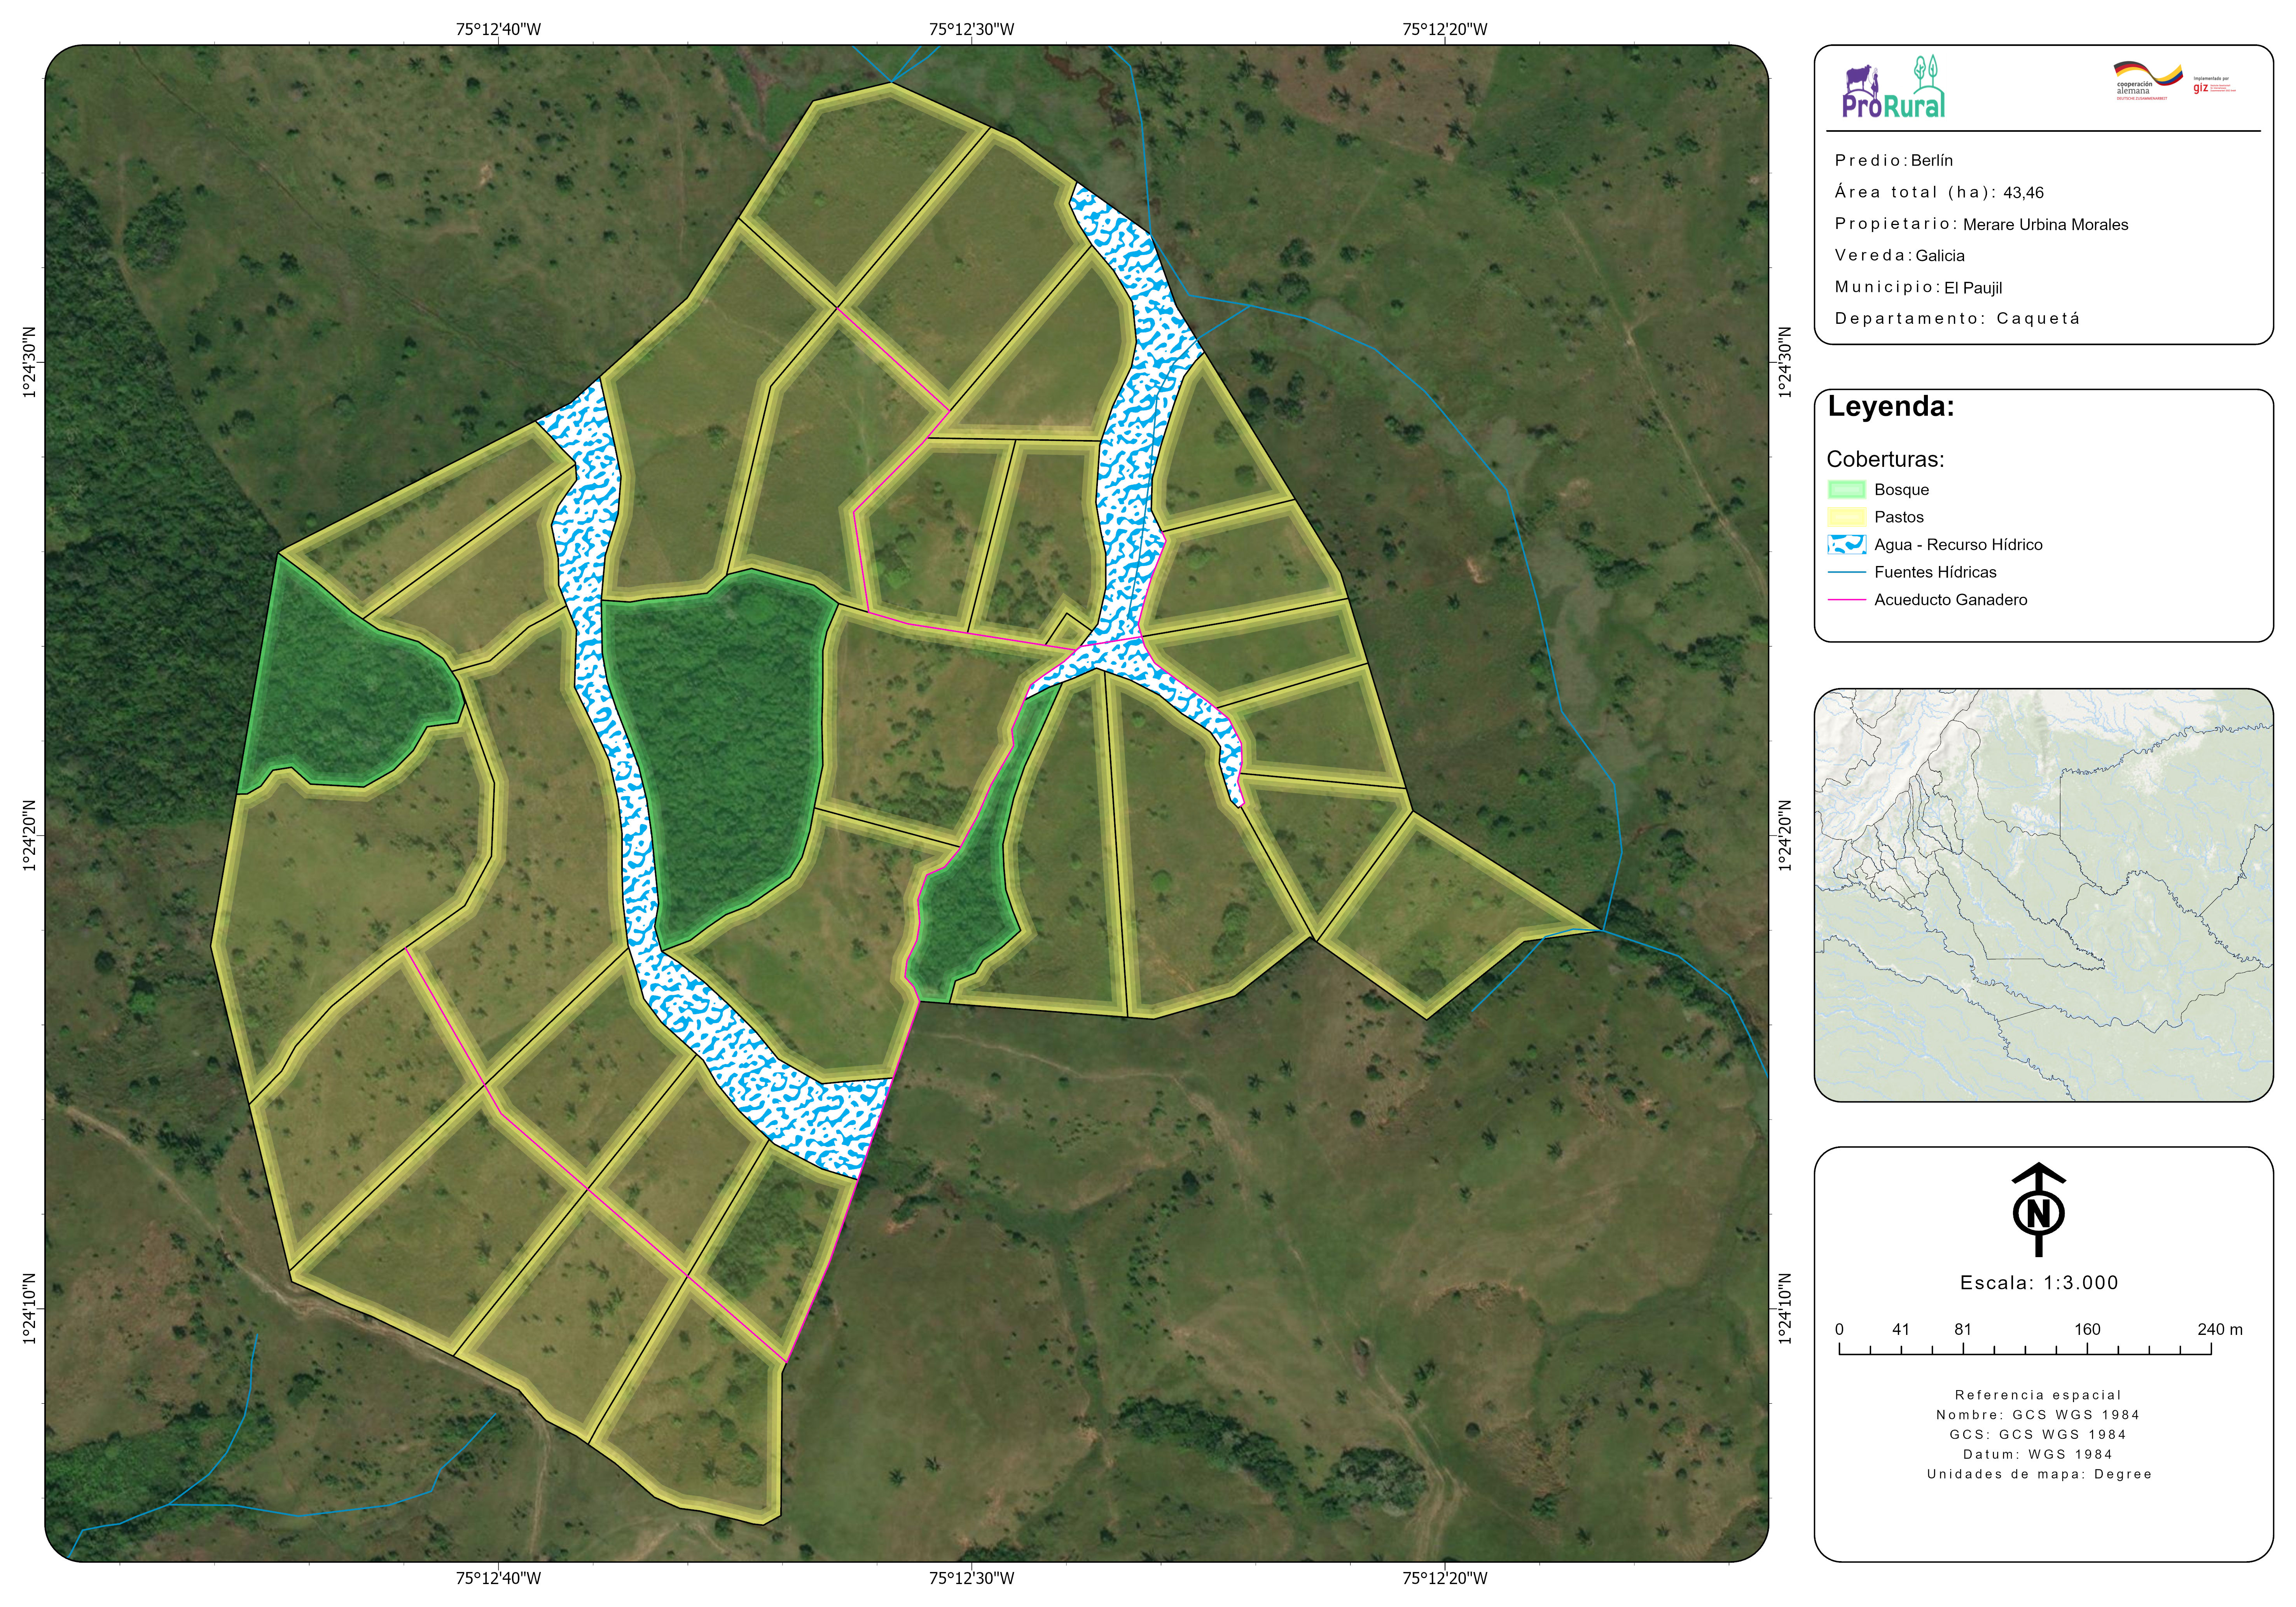 75°12'40"W
75°12'30"W
75°12'20"W
1°24'30"N
1°24'20"N
1°24'10"N
1°24'30"N
1°24'20"N
1°24'10"N
75°12'40"W
75°12'30"W
75°12'20"W
ProRural
cooperación
alemana
DEUTSCHE ZUSAMMENARBEIT
Implementada por
giz
Predio: Berlín
Área total (ha): 43,46
Propietario: Merare Urbina Morales
Vereda: Galicia
Municipio: El Paujil
Departamento: Caquetá
Leyenda:
Coberturas:
Bosque
Pastos
Agua - Recurso Hídrico
Fuentes Hídricas
Acueducto Ganadero
N
Escala: 1:3.000
0 41 81 160 240 m
Referencia espacial
Nombre: GCS WGS 1984
GCS: GCS WGS 1984
Datum: WGS 1984
Unidades de mapa: Degree